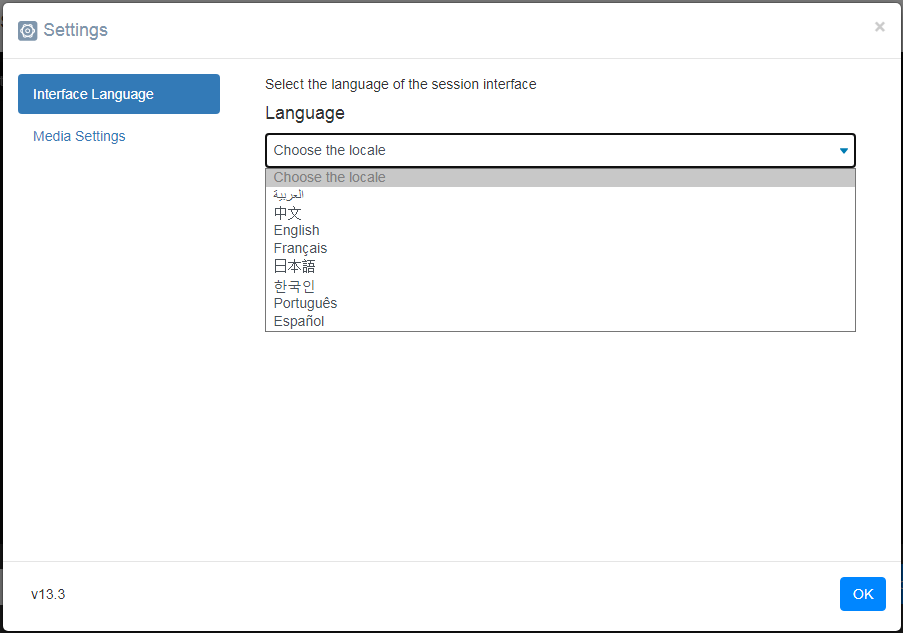 Settings
×
Interface Language
Media Settings
Select the language of the session interface
Language
Choose the locale
Choose the locale
العربية
中文
English
Français
日本語
한국인
Português
Español
v13.3
OK